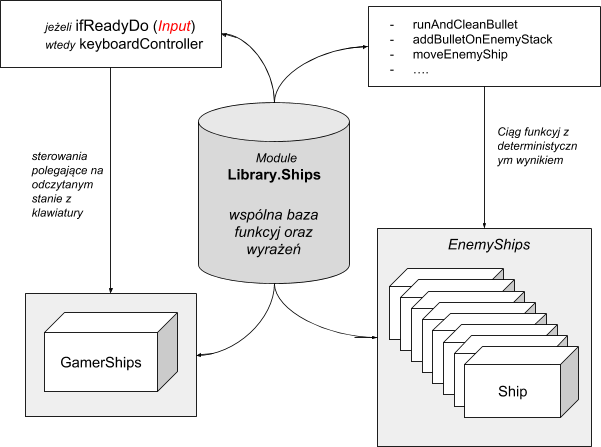 jeżeli ifReadyDo (Input)
wtedy keyboardController
- runAndCleanBullet
- addBulletOnEnemyStack
- moveEnemyShip
- ....
Module
Library.Ships
wspólna baza
funkcyj oraz
wyrażeń
sterowania
polegające na
odczytanym
stanie z
klawiatury
Ciąg funkcyj z
deterministyczn
ym wynikiem
EnemyShips
GamerShips
Ship